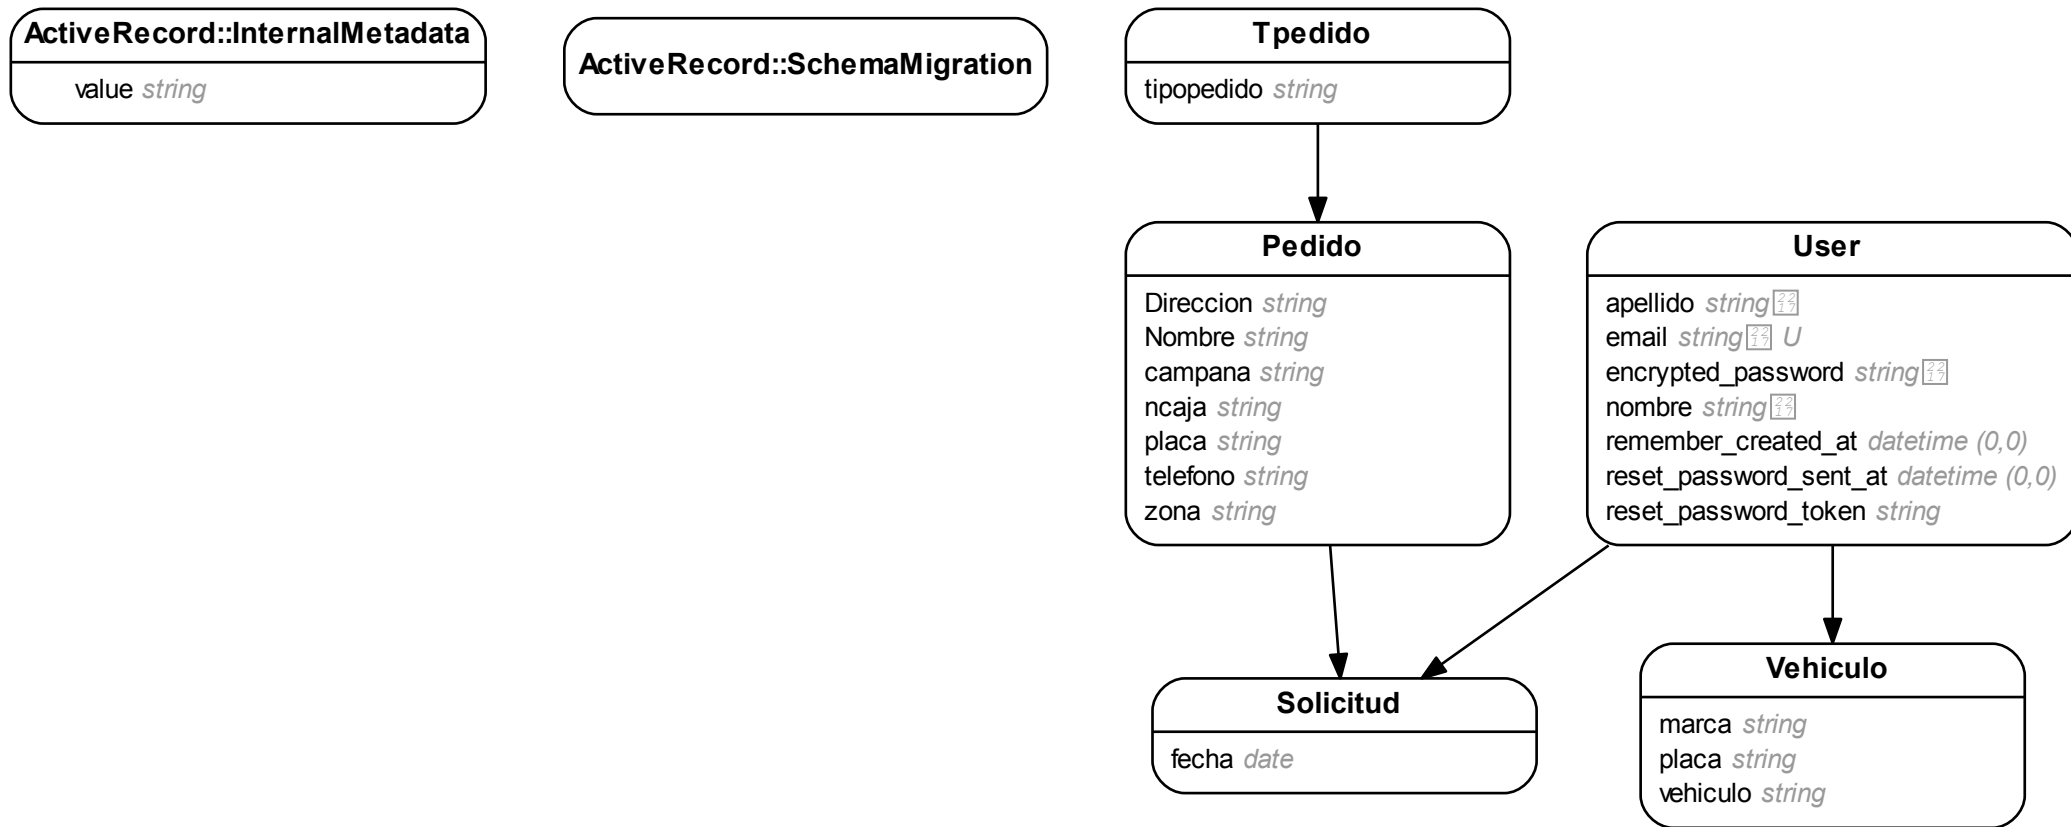 ActiveRecord::InternalMetadata
value string
ActiveRecord::SchemaMigration
Tpedido
tipopedido string
Pedido
Direccion string
Nombre string
campana string
ncaja string
placa string
telefono string
zona string
User
apellido string
email string U
encrypted_password string
nombre string
remember_created_at datetime (0,0)
reset_password_sent_at datetime (0,0)
reset_password_token string
Solicitud
fecha date
Vehiculo
marca string
placa string
vehiculo string